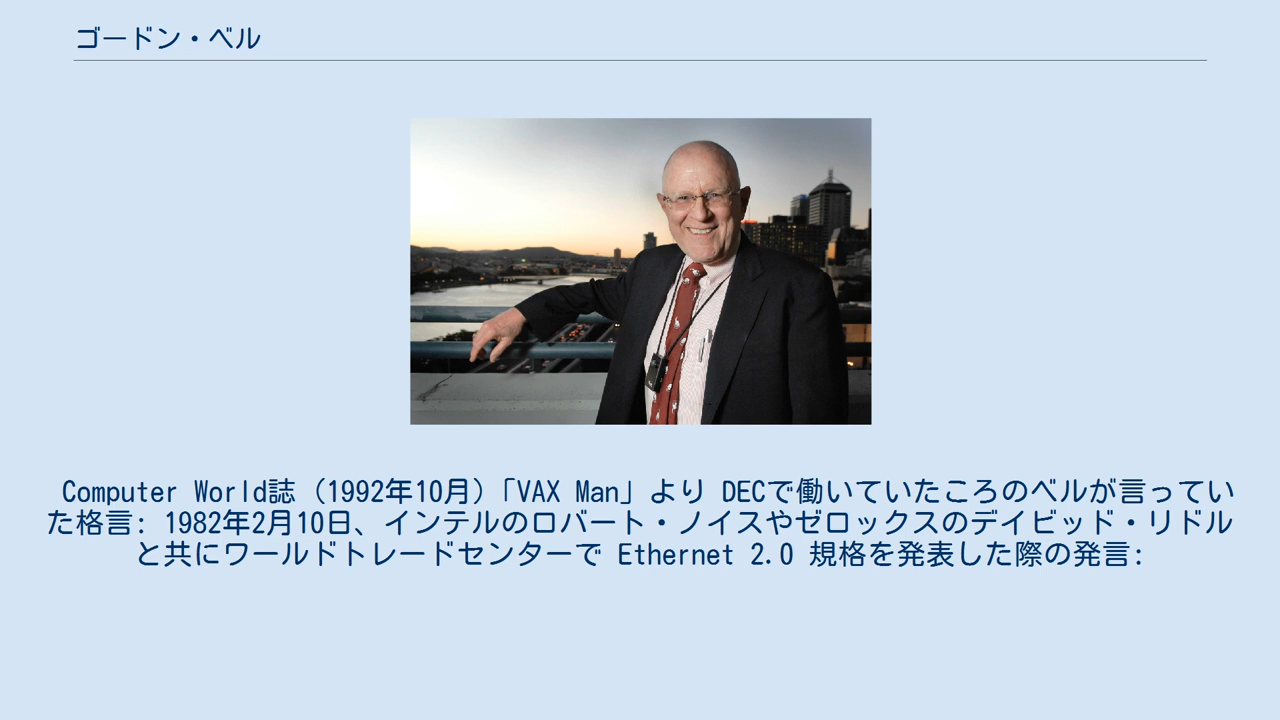 ゴードン・ベル
Computer World誌 (1992年10月)「VAX Man」より DECで働いていたころのベルが言ってい
た格言: 1982年2月10日、インテルのロバート・ノイスやゼロックスのデイビッド・リドル
と共にワールドトレードセンターで Ethernet 2.0 規格を発表した際の発言: